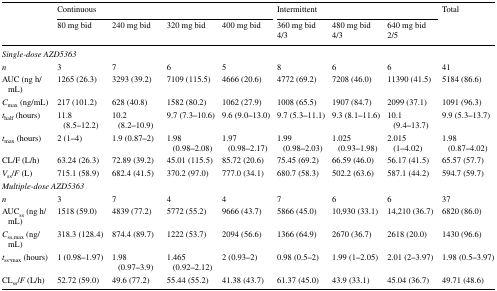 Continuous Intermittent Total
80 mg bid 240 mg bid 320 mg bid 400 mg bid 360 mg bid 4/3 480 mg bid 4/3 640 mg bid 2/5
Single-dose AZD5363
n 3 7 6 5 8 6 6 41
AUC (ng h/mL) 1265 (26.3) 3293 (39.2) 7109 (115.5) 4666 (20.6) 4772 (69.2) 7208 (46.0) 11390 (41.5) 5184 (86.6)
Cmax (ng/mL) 217 (101.2) 628 (40.8) 1582 (80.2) 1062 (27.9) 1008 (65.5) 1907 (84.7) 2099 (37.1) 1091 (96.3)
thalf (hours) 11.8 (8.5–12.2) 10.2 (8.2–10.9) 9.7 (7.3–10.6) 9.6 (9.0–13.0) 9.7 (5.3–11.1) 9.3 (8.1–11.6) 10.1 (9.4–13.7) 9.9 (5.3–13.7)
tmax (hours) 2 (1–4) 1.9 (0.87–2) 1.98 (0.98–2.08) 1.97 (0.98–2.17) 1.99 (0.98–2.03) 1.025 (0.93–1.98) 2.015 (1–4.02) 1.98 (0.87–4.02)
CL/F (L/h) 63.24 (26.3) 72.89 (39.2) 45.01 (115.5) 85.72 (20.6) 75.45 (69.2) 66.59 (46.0) 56.17 (41.5) 65.57 (57.7)
Vss/F (L) 715.1 (58.9) 682.4 (41.5) 370.2 (97.0) 777.0 (34.1) 680.7 (58.3) 502.2 (63.6) 587.1 (44.2) 594.7 (59.7)
Multiple-dose AZD5363
n 3 7 4 4 7 6 6 37
AUCss (ng h/mL) 1518 (59.0) 4839 (77.2) 5772 (55.2) 9666 (43.7) 5866 (45.0) 10,930 (33.1) 14,210 (36.7) 6820 (86.0)
Css,max (ng/mL) 318.3 (128.4) 874.4 (89.7) 1222 (53.7) 2094 (56.6) 1366 (64.9) 2670 (36.7) 2618 (20.0) 1430 (96.6)
tss·max (hours) 1 (0.98–1.97) 1.98 (0.97–3.9) 1.465 (0.92–2.12) 2 (0.93–2) 0.98 (0.5–2) 1.99 (1–2.05) 2.01 (2–3.97) 1.98 (0.5–3.97)
CLss/F (L/h) 52.72 (59.0) 49.6 (77.2) 55.44 (55.2) 41.38 (43.7) 61.37 (45.0) 43.9 (33.1) 45.04 (36.7) 49.71 (48.6)